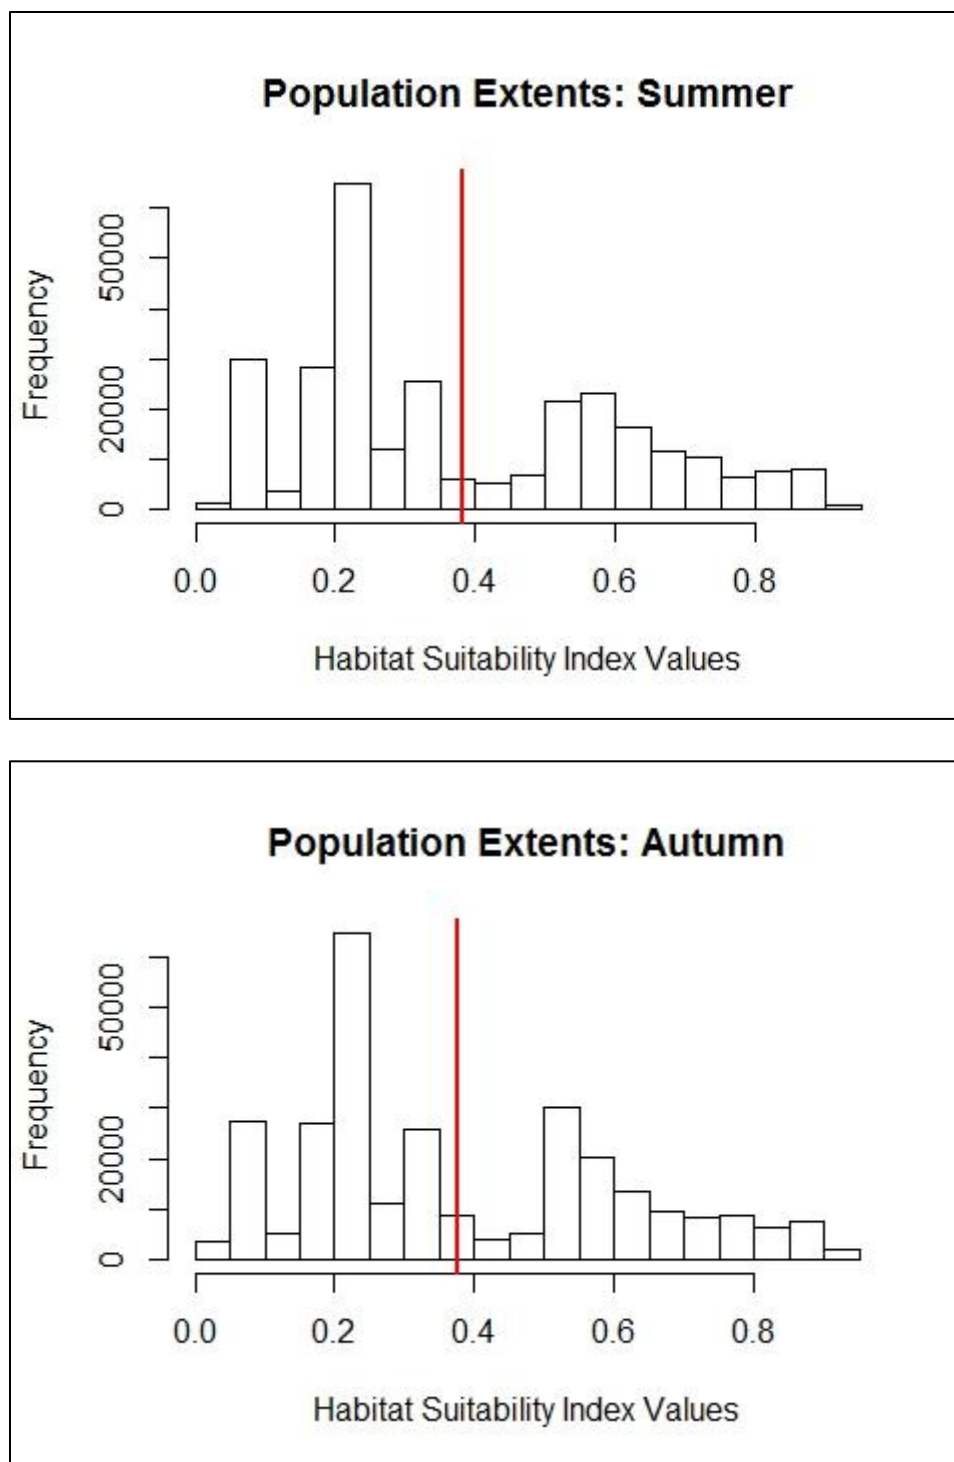 Population Extents: Summer
Frequency
50000
20000
0
0.0 0.2 0.4 0.6 0.8
Habitat Suitability Index Values
Population Extents: Autumn
Frequency
50000
20000
0
0.0 0.2 0.4 0.6 0.8
Habitat Suitability Index Values